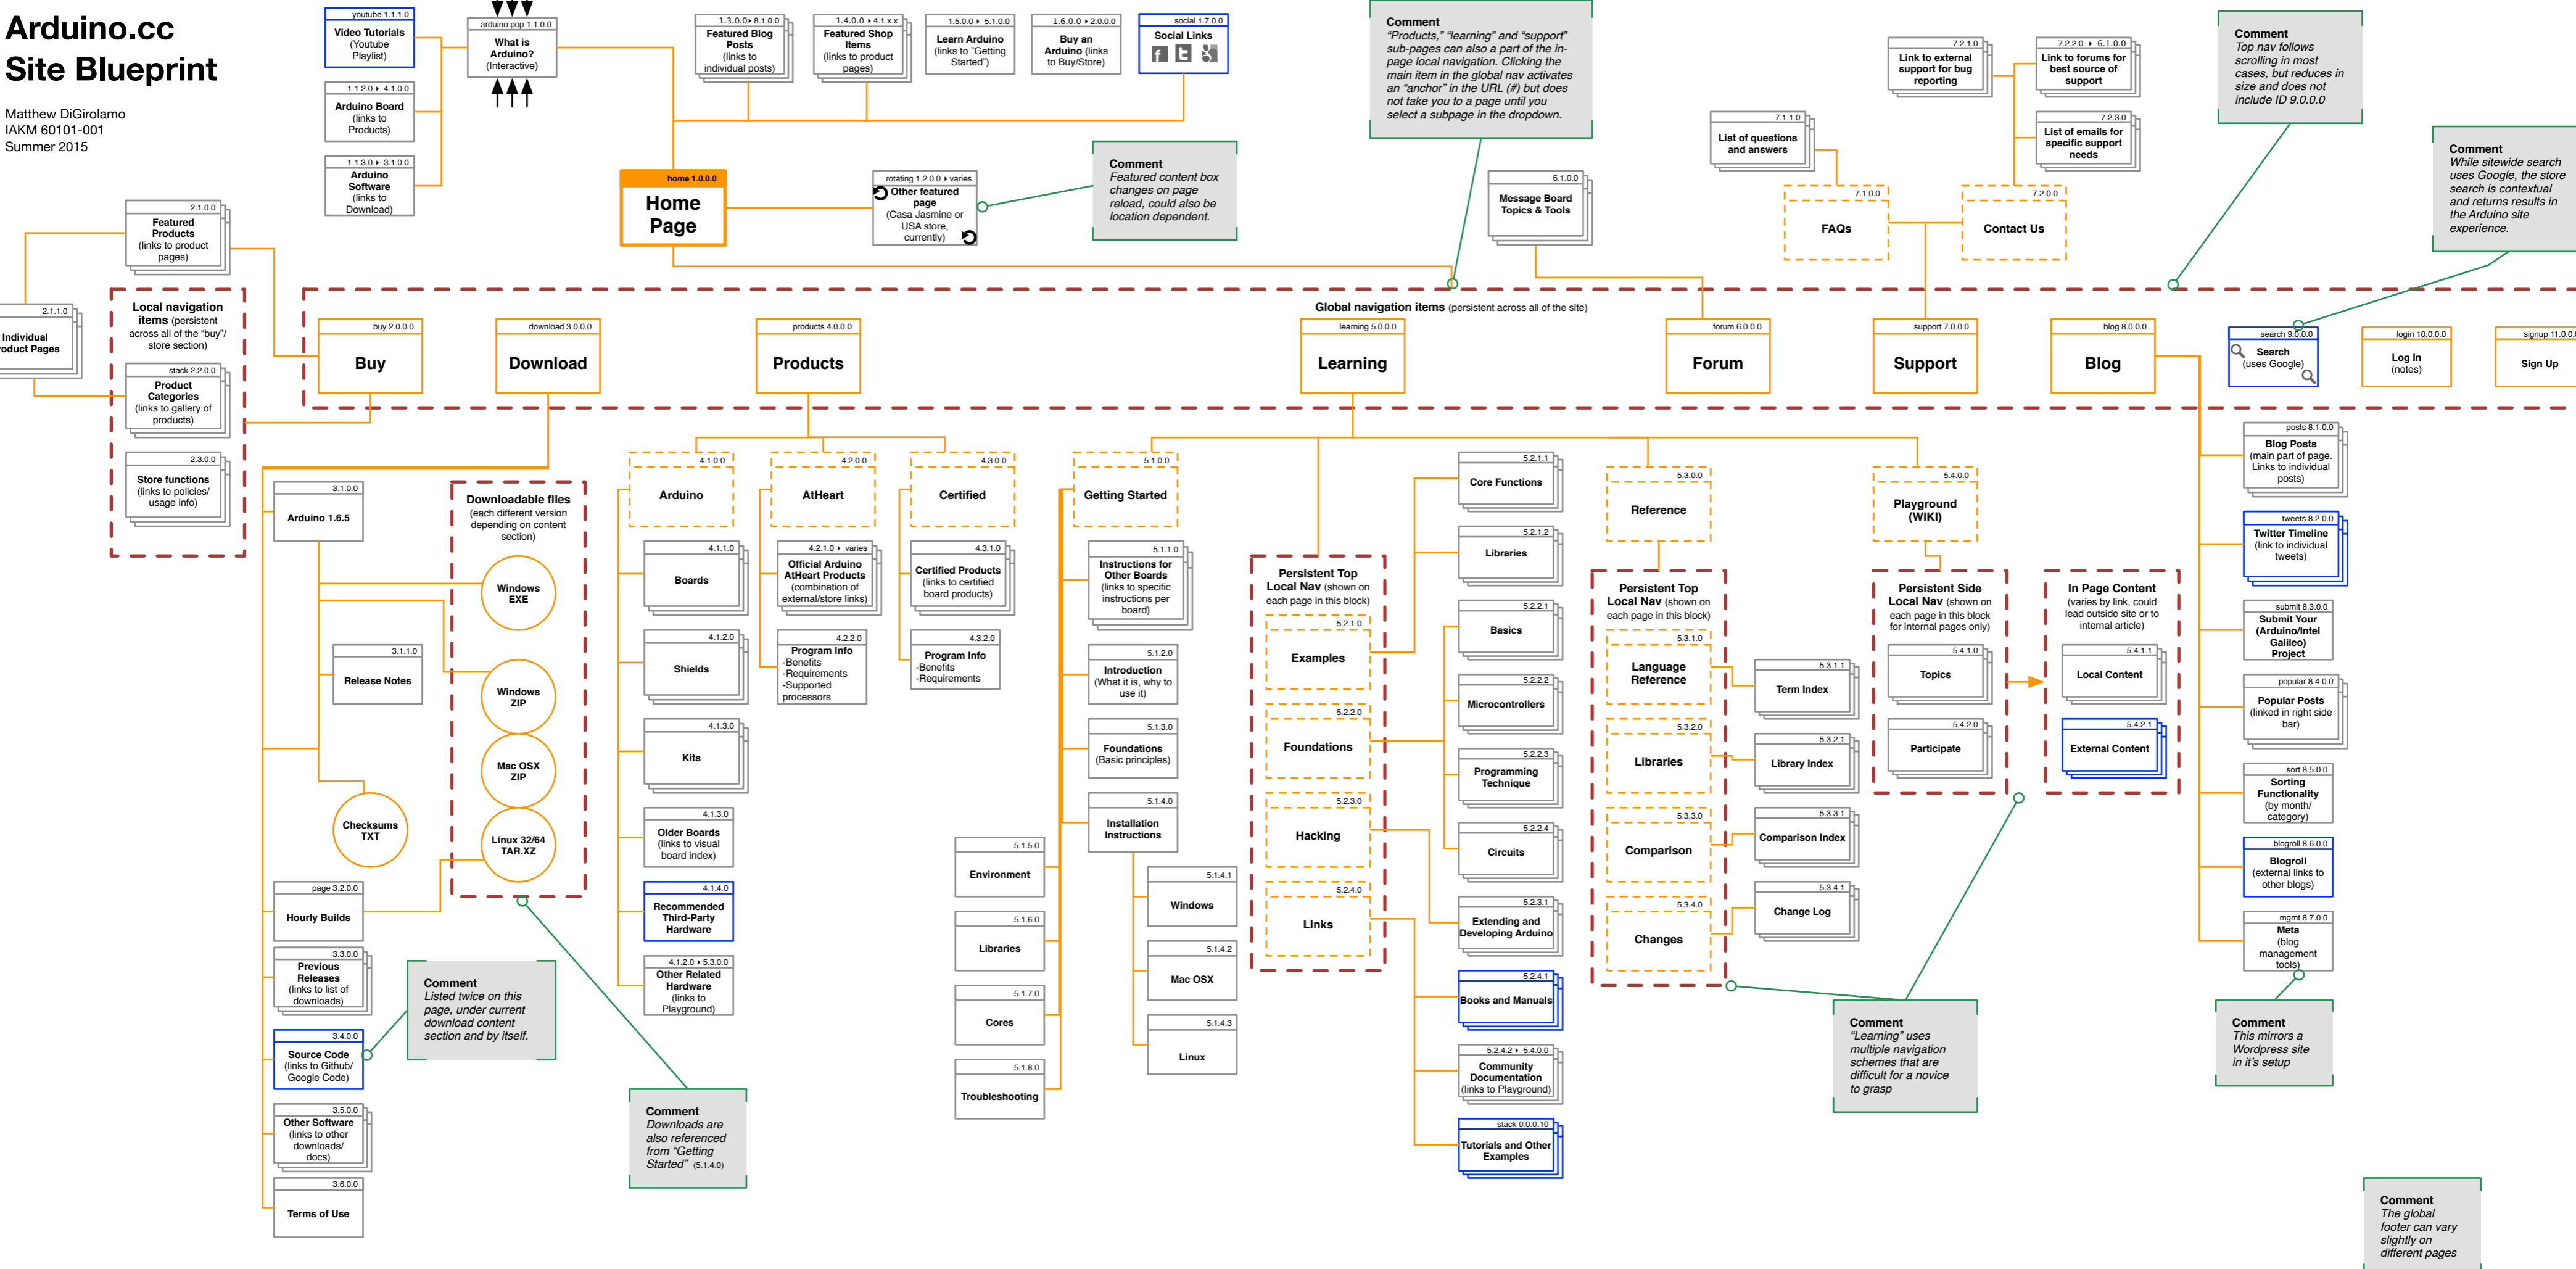 Arduino.cc
Site Blueprint
Matthew DiGirolamo
IAKM 60101-001
Summer 2015
youtube 1.1.1.0
Video Tutorials
(Youtube
Playlist)
1.1.2.0 ‣ 4.1.0.0
Arduino Board
(links to
Products)
1.1.3.0 ‣ 3.1.0.0
Arduino
Software
(links to
Download)
arduino pop 1.1.0.0
What is
Arduino?
(Interactive)
1.3.0.0‣ 8.1.0.0
Featured Blog
Posts
(links to
individual posts)
1.4.0.0 ‣ 4.1.x.x
Featured Shop
Items
(links to product
pages)
1.5.0.0 ‣ 5.1.0.0
Learn Arduino
(links to "Getting
Started")
1.6.0.0 ‣ 2.0.0.0
Buy an
Arduino (links
to Buy/Store)
social 1.7.0.0
Social Links
home 1.0.0.0
Home
Page
rotating 1.2.0.0 ‣ varies
Other featured
page
(Casa Jasmine or
USA store,
currently)
Comment
Featured content box
changes on page
reload, could also be
location dependent.
Comment
“Products,” “learning” and “support”
sub-pages can also a part of the in-
page local navigation. Clicking the
main item in the global nav activates
an “anchor” in the URL (#) but does
not take you to a page until you
select a subpage in the dropdown.
6.1.0.0
Message Board
Topics & Tools
7.1.1.0
List of questions
and answers
7.2.1.0
Link to external
support for bug
reporting
7.2.2.0 ‣ 6.1.0.0
Link to forums for
best source of
support
7.2.3.0
List of emails for
specific support
needs
7.1.0.0
FAQs
7.2.0.0
Contact Us
Comment
Top nav follows
scrolling in most
cases, but reduces in
size and does not
include ID 9.0.0.0
Comment
While sitewide search
uses Google, the store
search is contextual
and returns results in
the Arduino site
experience.
2.1.0.0
Featured
Products
(links to product
pages)
2.1.1.0
Individual
oduct Pages
Local navigation
items (persistent
across all of the “buy”/
store section)
stack 2.2.0.0
Product
Categories
(links to gallery of
products)
2.3.0.0
Store functions
(links to policies/
usage info)
Global navigation items (persistent across all of the site)
buy 2.0.0.0
Buy
download 3.0.0.0
Download
products 4.0.0.0
Products
learning 5.0.0.0
Learning
forum 6.0.0.0
Forum
support 7.0.0.0
Support
blog 8.0.0.0
Blog
search 9.0.0.0
Search
(uses Google)
login 10.0.0.0
Log In
(notes)
signup 11.0.0.0
Sign Up
3.1.0.0
Arduino 1.6.5
3.1.1.0
Release Notes
Checksums
TXT
Downloadable files
(each different version
depending on content
section)
Windows
EXE
Windows
ZIP
Mac OSX
ZIP
Linux 32/64
TAR.XZ
page 3.2.0.0
Hourly Builds
3.3.0.0
Previous
Releases
(links to list of
downloads)
3.4.0.0
Source Code
(links to Github/
Google Code)
3.5.0.0
Other Software
(links to other
downloads/
docs)
3.6.0.0
Terms of Use
Comment
Listed twice on this
page, under current
download content
section and by itself.
Comment
Downloads are
also referenced
from “Getting
Started” (5.1.4.0)
4.1.0.0
Arduino
4.1.1.0
Boards
4.1.2.0
Shields
4.1.3.0
Kits
4.1.3.0
Older Boards
(links to visual
board index)
4.1.4.0
Recommended
Third-Party
Hardware
4.1.2.0 ‣ 5.3.0.0
Other Related
Hardware
(links to
Playground)
4.2.0.0
AtHeart
4.2.1.0 ‣ varies
Official Arduino
AtHeart Products
(combination of
external/store links)
4.2.2.0
Program Info
-Benefits
-Requirements
-Supported
processors
4.3.0.0
Certified
4.3.1.0
Certified Products
(links to certified
board products)
4.3.2.0
Program Info
-Benefits
-Requirements
5.1.0.0
Getting Started
5.1.1.0
Instructions for
Other Boards
(links to specific
instructions per
board)
5.1.2.0
Introduction
(What it is, why to
use it)
5.1.3.0
Foundations
(Basic principles)
5.1.4.0
Installation
Instructions
5.1.4.1
Windows
5.1.4.2
Mac OSX
5.1.4.3
Linux
5.1.5.0
Environment
5.1.6.0
Libraries
5.1.7.0
Cores
5.1.8.0
Troubleshooting
Persistent Top
Local Nav (shown on
each page in this block)
5.2.1.0
Examples
5.2.2.0
Foundations
5.2.3.0
Hacking
5.2.4.0
Links
5.2.1.1
Core Functions
5.2.1.2
Libraries
5.2.2.1
Basics
5.2.2.2
Microcontrollers
5.2.2.3
Programming
Technique
5.2.2.4
Circuits
5.2.3.1
Extending and
Developing Arduino
5.2.4.1
Books and Manuals
5.2.4.2 ‣ 5.4.0.0
Community
Documentation
(links to Playground)
stack 0.0.0.10
Tutorials and Other
Examples
5.3.0.0
Reference
Persistent Top
Local Nav (shown on
each page in this block)
5.3.1.0
Language
Reference
5.3.2.0
Libraries
5.3.3.0
Comparison
5.3.4.0
Changes
5.3.1.1
Term Index
5.3.2.1
Library Index
5.3.3.1
Comparison Index
5.3.4.1
Change Log
5.4.0.0
Playground
(WIKI)
Persistent Side
Local Nav (shown on
each page in this block
for internal pages only)
5.4.1.0
Topics
5.4.2.0
Participate
In Page Content
(varies by link, could
lead outside site or to
internal article)
5.4.1.1
Local Content
5.4.2.1
External Content
Comment
“Learning” uses
multiple navigation
schemes that are
difficult for a novice
to grasp
posts 8.1.0.0
Blog Posts
(main part of page.
Links to individual
posts)
tweets 8.2.0.0
Twitter Timeline
(link to individual
tweets)
submit 8.3.0.0
Submit Your
(Arduino/Intel
Galileo)
Project
popular 8.4.0.0
Popular Posts
(linked in right side
bar)
sort 8.5.0.0
Sorting
Functionality
(by month/
category)
blogroll 8.6.0.0
Blogroll
(external links to
other blogs)
mgmt 8.7.0.0
Meta
(blog
management
tools)
Comment
This mirrors a
Wordpress site
in it’s setup
Comment
The global
footer can vary
slightly on
different pages